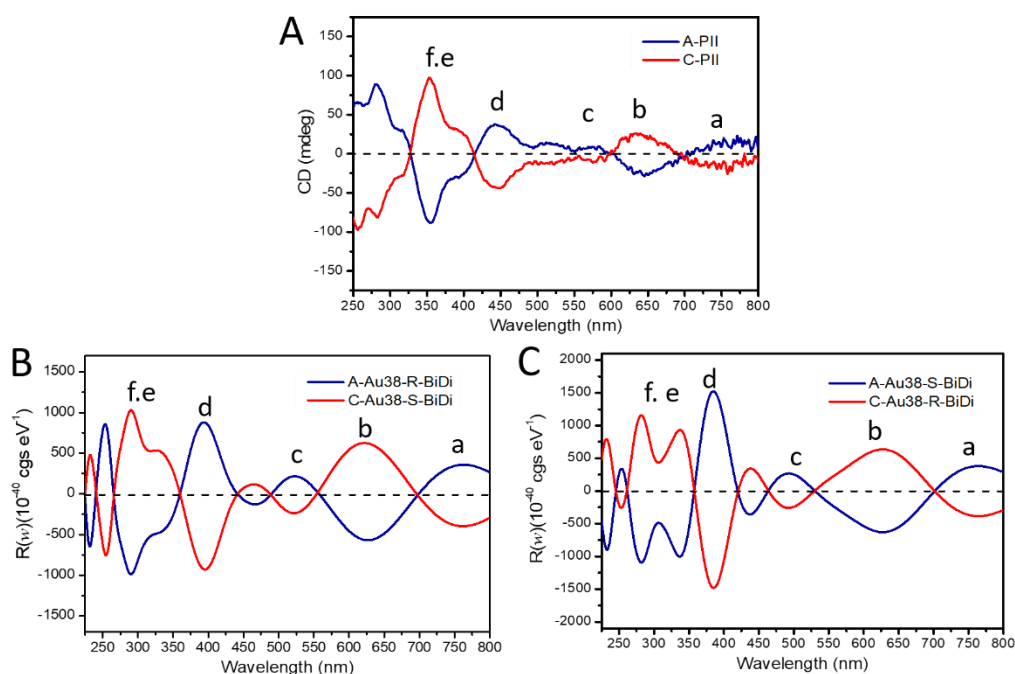 A
CD (mdeg)
150
100
50
0
-50
-100
-150
f.e
d
c
b
a
A-PII
C-PII
250 300 350 400 450 500 550 600 650 700 750 800
Wavelength (nm)
B
R(w)(10⁻⁴⁰ cgs eV⁻¹)
1500
1000
500
0
-500
-1000
-1500
f.e
d
c
b
a
A-Au38-R-BiDi
C-Au38-S-BiDi
250 300 350 400 450 500 550 600 650 700 750 800
Wavelength (nm)
C
R(w)(10⁻⁴⁰ cgs eV⁻¹)
2000
1500
1000
500
0
-500
-1000
-1500
-2000
f. e
d
c
b
a
A-Au38-S-BiDi
C-Au38-R-BiDi
250 300 350 400 450 500 550 600 650 700 750 800
Wavelength (nm)